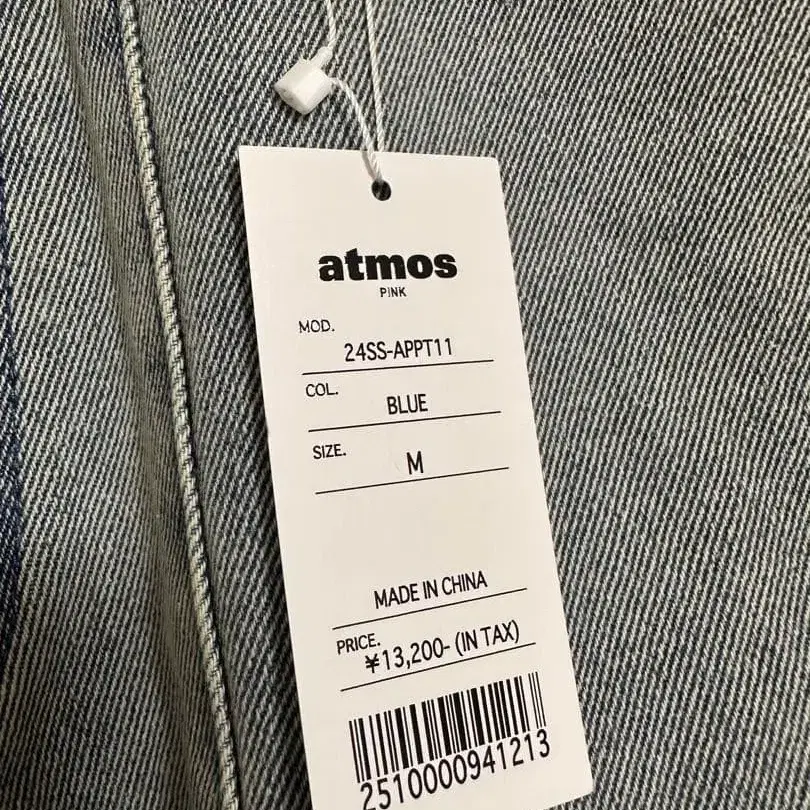 atmos
PINK
MOD.
24SS-APPT11
COL.
BLUE
SIZE.
M
MADE IN CHINA
PRICE.
¥13,200- (IN TAX)
2510000941213